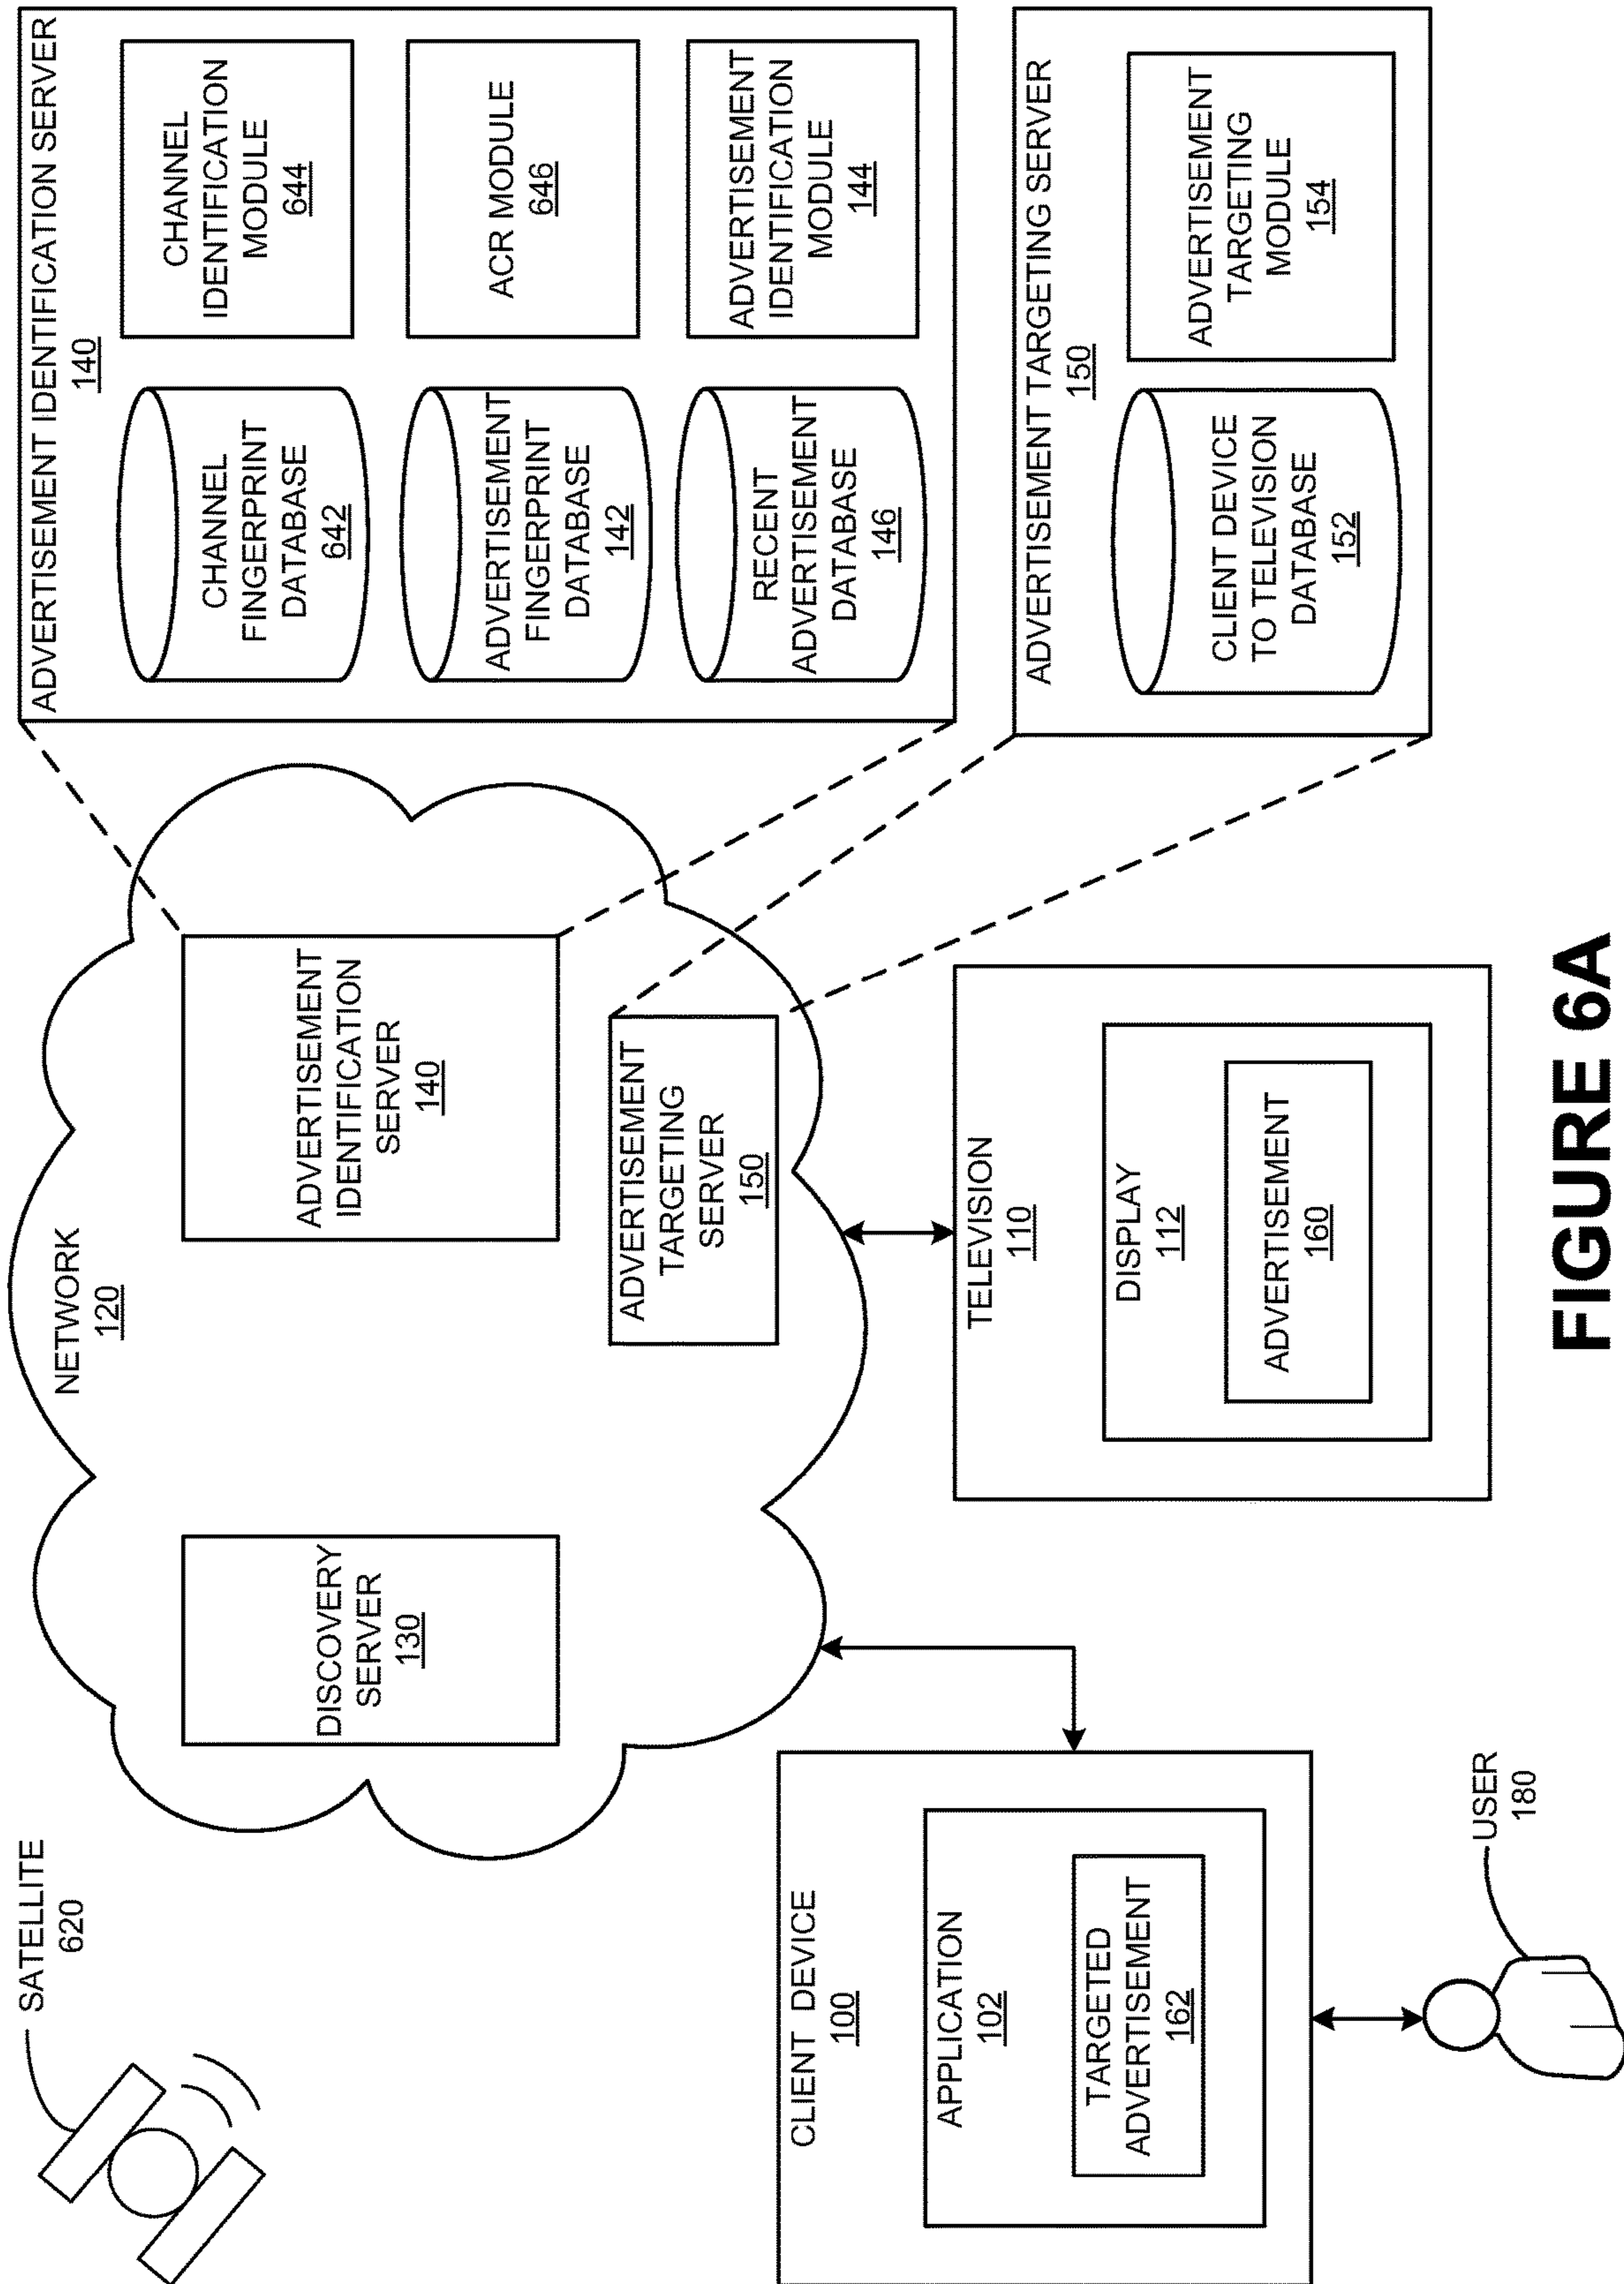 SATELLITE
620
NETWORK
120
DISCOVERY
SERVER
130
ADVERTISEMENT
IDENTIFICATION
SERVER
140
ADVERTISEMENT
TARGETING
SERVER
150
CLIENT DEVICE
100
APPLICATION
102
TARGETED
ADVERTISEMENT
162
USER
180
TELEVISION
110
DISPLAY
112
ADVERTISEMENT
160
ADVERTISEMENT IDENTIFICATION SERVER
140
CHANNEL
FINGERPRINT
DATABASE
642
CHANNEL
IDENTIFICATION
MODULE
644
ADVERTISEMENT
FINGERPRINT
DATABASE
142
ACR MODULE
646
RECENT
ADVERTISEMENT
DATABASE
146
ADVERTISEMENT
IDENTIFICATION
MODULE
144
ADVERTISEMENT TARGETING SERVER
150
CLIENT DEVICE
TO TELEVISION
DATABASE
152
ADVERTISEMENT
TARGETING
MODULE
154
FIGURE 6A